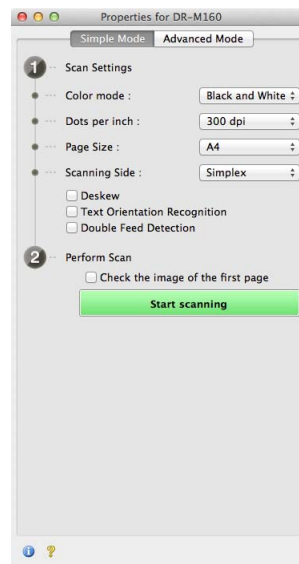 Properties for DR-M160
Simple Mode Advanced Mode
1 Scan Settings
Color mode : Black and White
Dots per inch : 300 dpi
Page Size : A4
Scanning Side : Simplex
Deskew
Text Orientation Recognition
Double Feed Detection
2 Perform Scan
Check the image of the first page
Start scanning
i ?